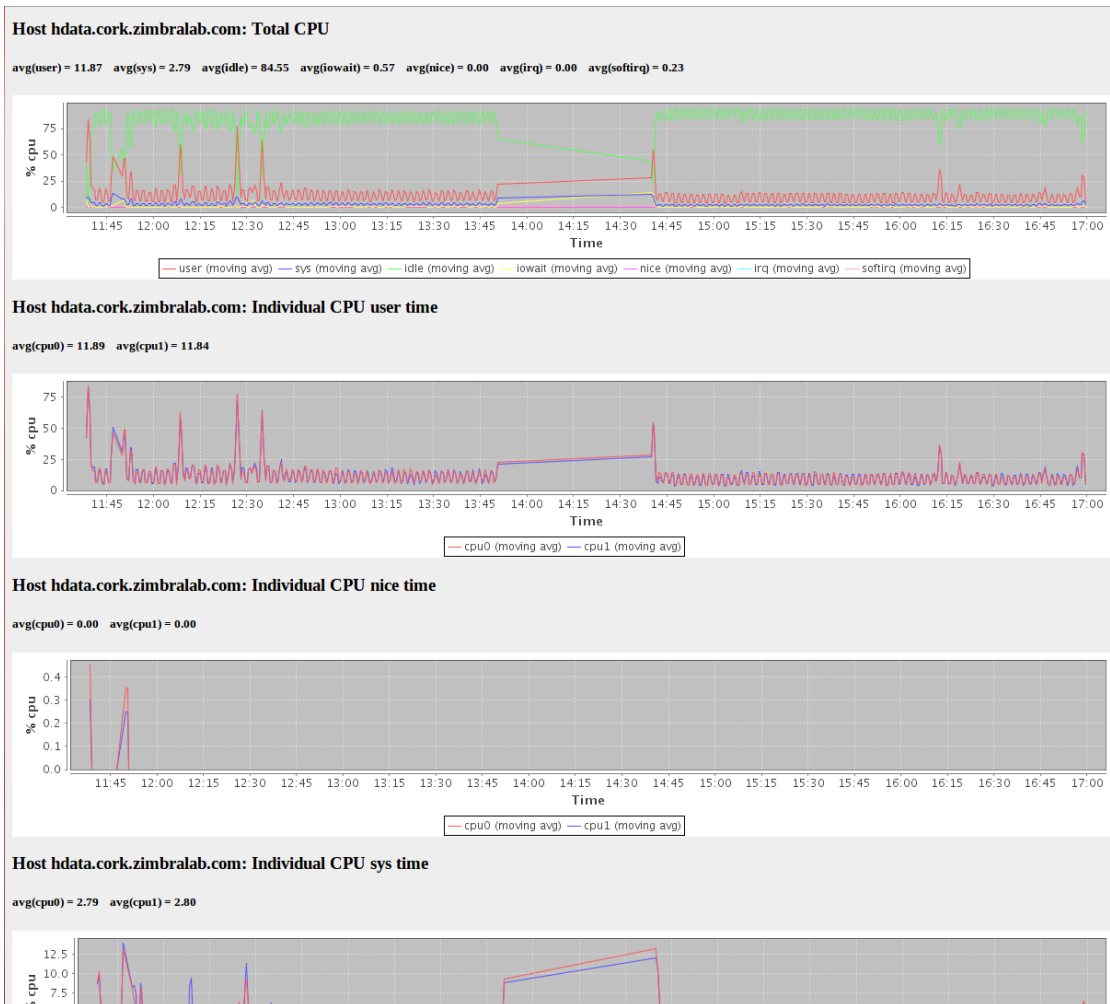 Host hdata.cork.zimbralab.com: Total CPU
avg(user) = 11.87 avg(sys) = 2.79 avg(idle) = 84.55 avg(iowait) = 0.57 avg(nice) = 0.00 avg(irq) = 0.00 avg(softirq) = 0.23
75
50
25
0
% cpu
11:45 12:00 12:15 12:30 12:45 13:00 13:15 13:30 13:45 14:00 14:15 14:30 14:45 15:00 15:15 15:30 15:45 16:00 16:15 16:30 16:45 17:00
Time
user (moving avg) sys (moving avg) idle (moving avg) iowait (moving avg) nice (moving avg) irq (moving avg) softirq (moving avg)
Host hdata.cork.zimbralab.com: Individual CPU user time
avg(cpu0) = 11.89 avg(cpu1) = 11.84
75
50
25
0
% cpu
11:45 12:00 12:15 12:30 12:45 13:00 13:15 13:30 13:45 14:00 14:15 14:30 14:45 15:00 15:15 15:30 15:45 16:00 16:15 16:30 16:45 17:00
Time
cpu0 (moving avg) cpu1 (moving avg)
Host hdata.cork.zimbralab.com: Individual CPU nice time
avg(cpu0) = 0.00 avg(cpu1) = 0.00
0.4
0.3
0.2
0.1
0.0
% cpu
11:45 12:00 12:15 12:30 12:45 13:00 13:15 13:30 13:45 14:00 14:15 14:30 14:45 15:00 15:15 15:30 15:45 16:00 16:15 16:30 16:45 17:00
Time
cpu0 (moving avg) cpu1 (moving avg)
Host hdata.cork.zimbralab.com: Individual CPU sys time
avg(cpu0) = 2.79 avg(cpu1) = 2.80
12.5
10.0
7.5
% cpu